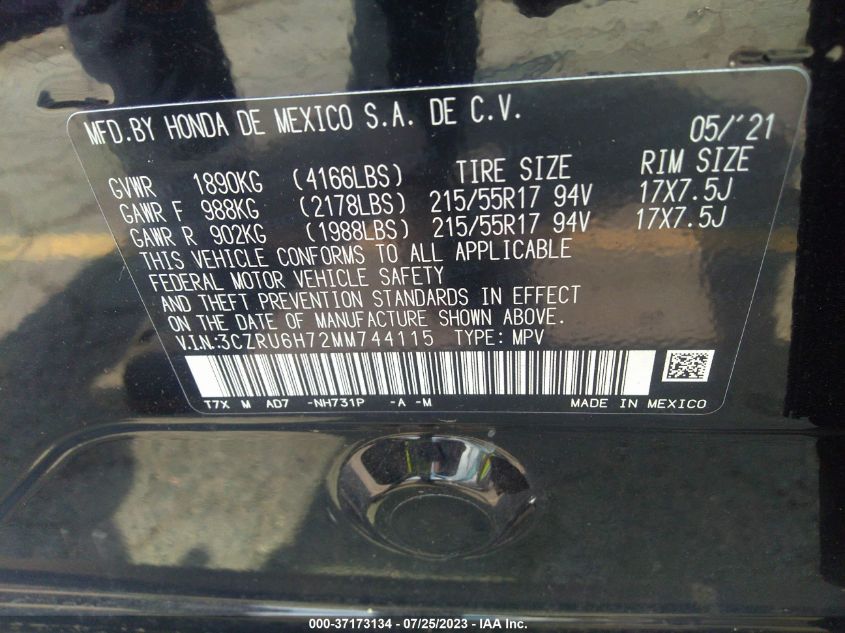 MFD.BY HONDA DE MEXICO S.A. DE C.V.
05/'21
GVWR 1890KG (4166LBS) TIRE SIZE RIM SIZE
GAWR F 988KG (2178LBS) 215/55R17 94V 17X7.5J
GAWR R 902KG (1988LBS) 215/55R17 94V 17X7.5J
THIS VEHICLE CONFORMS TO ALL APPLICABLE
FEDERAL MOTOR VEHICLE SAFETY
AND THEFT PREVENTION STANDARDS IN EFFECT
ON THE DATE OF MANUFACTURE SHOWN ABOVE.
V.I.N:3CZRU6H72MM744115 TYPE: MPV
T7X M AD7 -NH731P -A -M MADE IN MEXICO
000-37173134 - 07/25/2023 - IAA Inc.